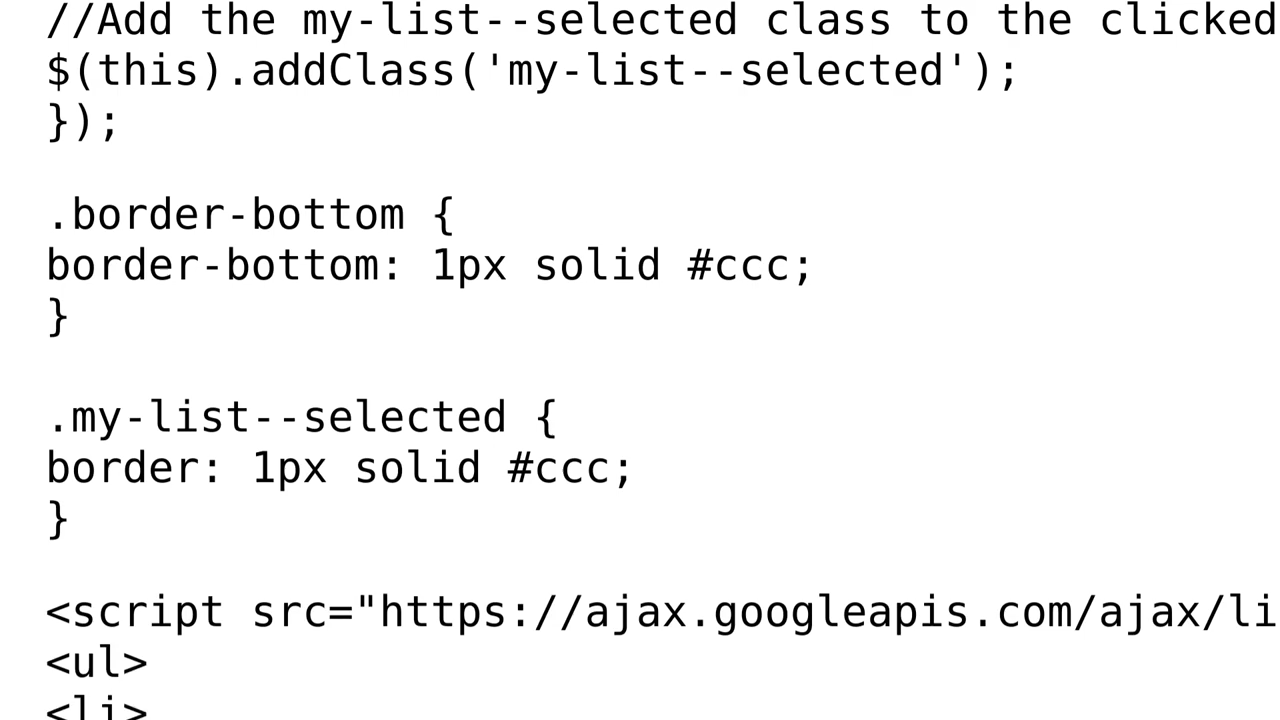 //Add the my-list--selected class to the clicked
$(this).addClass('my-list--selected');
});
.border-bottom {
border-bottom: 1px solid #ccc;
}
.my-list--selected {
border: 1px solid #ccc;
}
<script src="https://ajax.googleapis.com/ajax/li
<ul>
<li>